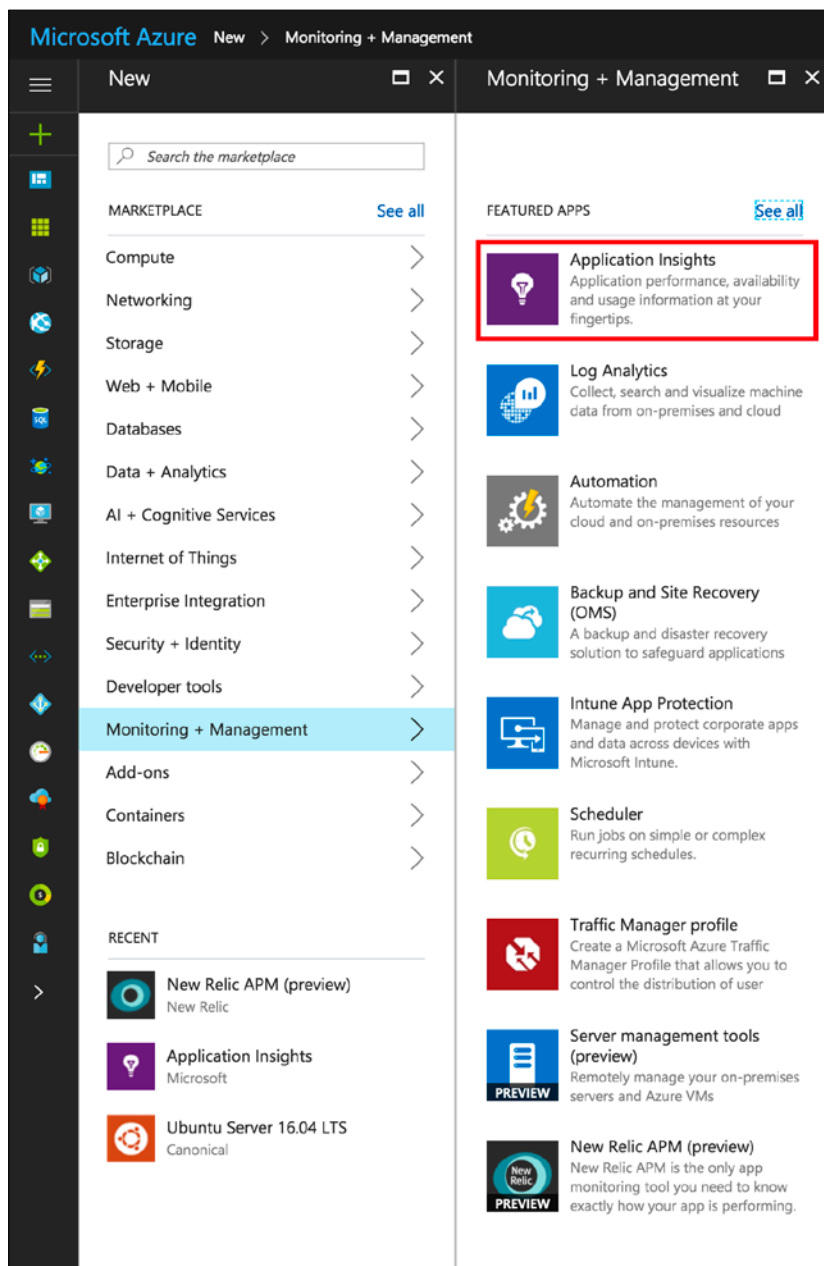 Microsoft Azure New > Monitoring + Management
New
Monitoring + Management
Search the marketplace
MARKETPLACE See all
Compute
Networking
Storage
Web + Mobile
Databases
Data + Analytics
AI + Cognitive Services
Internet of Things
Enterprise Integration
Security + Identity
Developer tools
Monitoring + Management
Add-ons
Containers
Blockchain
RECENT
New Relic APM (preview)
New Relic
Application Insights
Microsoft
Ubuntu Server 16.04 LTS
Canonical
FEATURED APPS See all
Application Insights
Application performance, availability
and usage information at your
fingertips.
Log Analytics
Collect, search and visualize machine
data from on-premises and cloud
Automation
Automate the management of your
cloud and on-premises resources
Backup and Site Recovery
(OMS)
A backup and disaster recovery
solution to safeguard applications
Intune App Protection
Manage and protect corporate apps
and data across devices with
Microsoft Intune.
Scheduler
Run jobs on simple or complex
recurring schedules.
Traffic Manager profile
Create a Microsoft Azure Traffic
Manager Profile that allows you to
control the distribution of user
Server management tools
(preview)
Remotely manage your on-premises
servers and Azure VMs
PREVIEW
New Relic APM (preview)
New Relic APM is the only app
monitoring tool you need to know
exactly how your app is performing.
New
Relic
PREVIEW
SQL